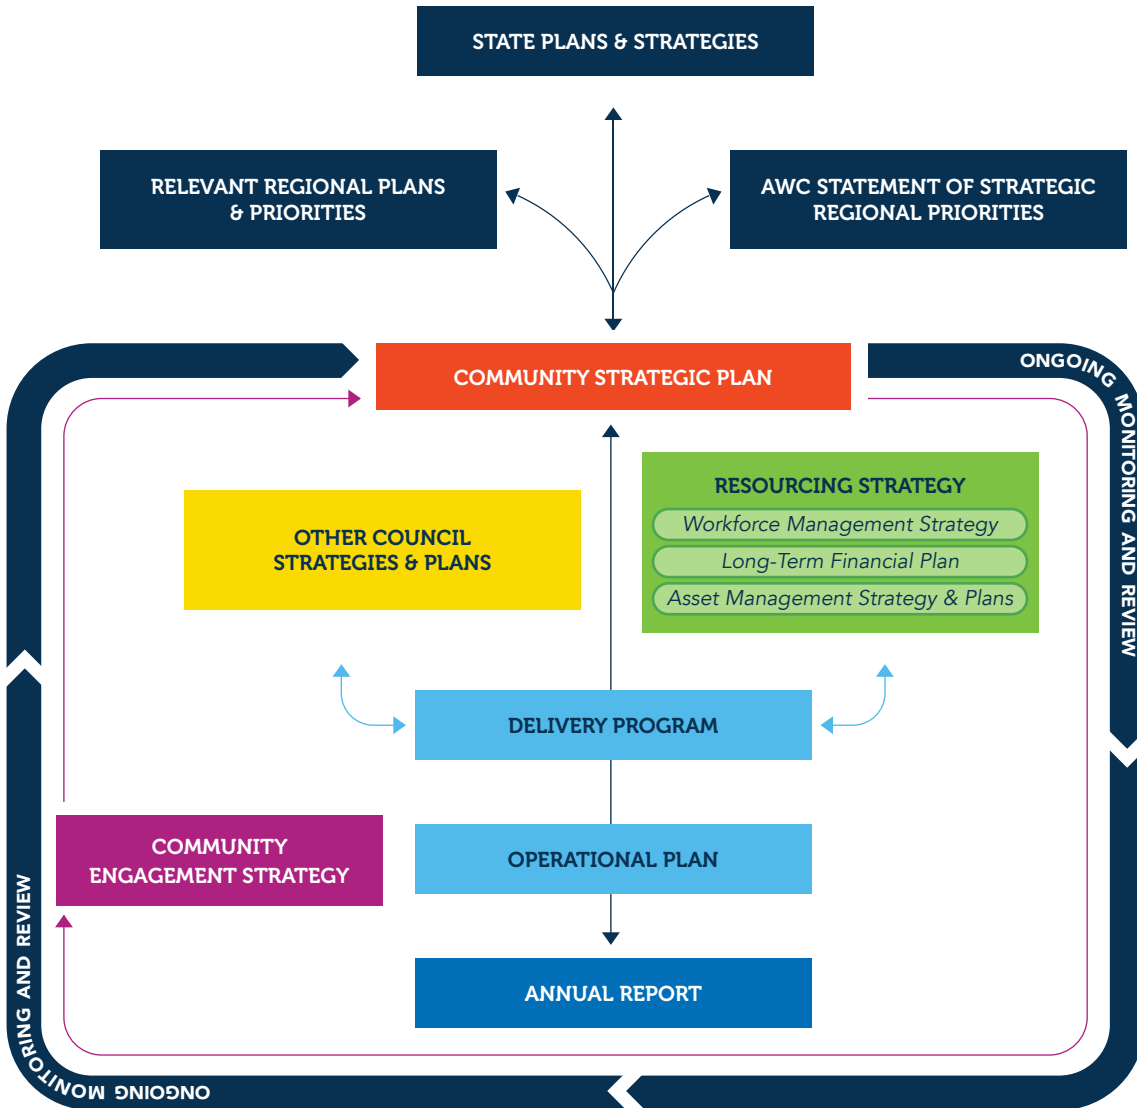 STATE PLANS & STRATEGIES
RELEVANT REGIONAL PLANS
& PRIORITIES
AWC STATEMENT OF STRATEGIC
REGIONAL PRIORITIES
COMMUNITY STRATEGIC PLAN
ONGOING MONITORING AND REVIEW
RESOURCING STRATEGY
Workforce Management Strategy
Long-Term Financial Plan
Asset Management Strategy & Plans
OTHER COUNCIL
STRATEGIES & PLANS
DELIVERY PROGRAM
COMMUNITY
ENGAGEMENT STRATEGY
OPERATIONAL PLAN
ANNUAL REPORT
ONGOING MONITORING AND REVIEW